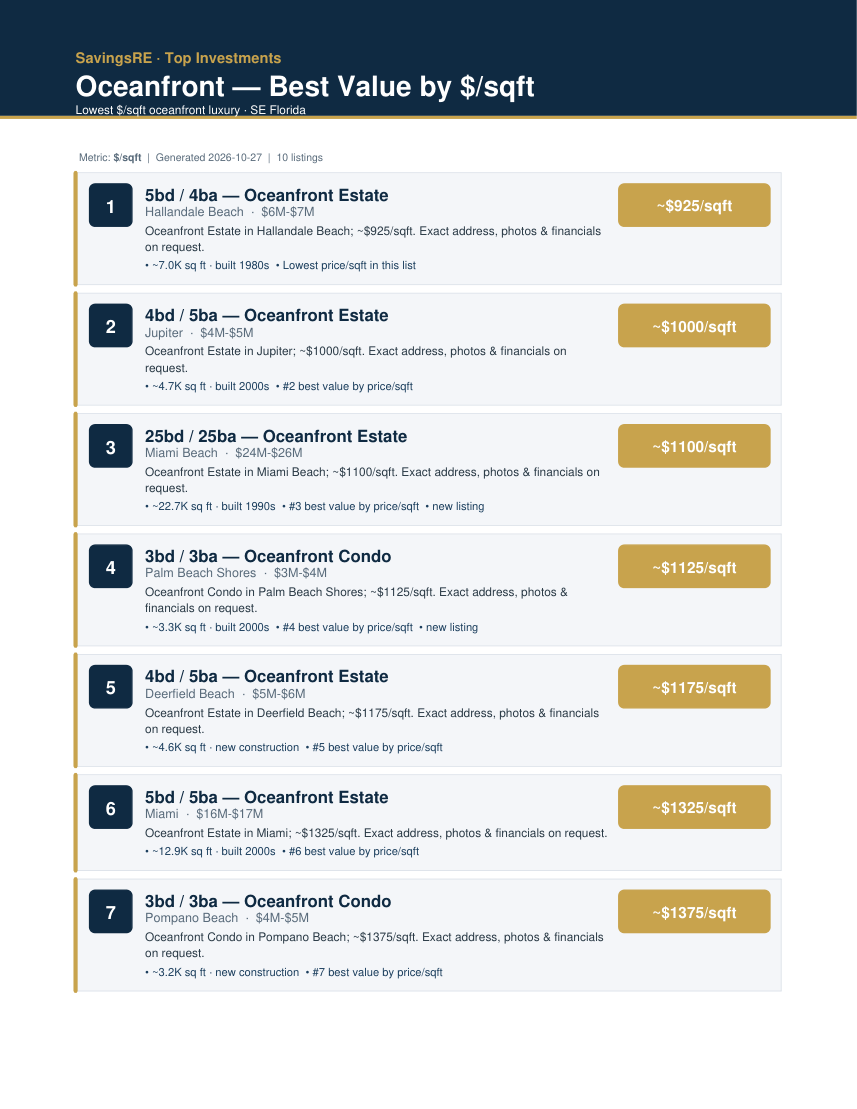 SavingsRE · Top Investments
Oceanfront — Best Value by $/sqft
Lowest $/sqft oceanfront luxury · SE Florida
Metric: $/sqft | Generated 2026-10-27 | 10 listings
1
5bd / 4ba — Oceanfront Estate
~$925/sqft
Hallandale Beach · $6M-$7M
Oceanfront Estate in Hallandale Beach; ~$925/sqft. Exact address, photos & financials
on request.
• ~7.0K sq ft · built 1980s • Lowest price/sqft in this list
2
4bd / 5ba — Oceanfront Estate
~$1000/sqft
Jupiter · $4M-$5M
Oceanfront Estate in Jupiter; ~$1000/sqft. Exact address, photos & financials on
request.
• ~4.7K sq ft · built 2000s • #2 best value by price/sqft
3
25bd / 25ba — Oceanfront Estate
~$1100/sqft
Miami Beach · $24M-$26M
Oceanfront Estate in Miami Beach; ~$1100/sqft. Exact address, photos & financials on
request.
• ~22.7K sq ft · built 1990s • #3 best value by price/sqft • new listing
4
3bd / 3ba — Oceanfront Condo
~$1125/sqft
Palm Beach Shores · $3M-$4M
Oceanfront Condo in Palm Beach Shores; ~$1125/sqft. Exact address, photos &
financials on request.
• ~3.3K sq ft · built 2000s • #4 best value by price/sqft • new listing
5
4bd / 5ba — Oceanfront Estate
~$1175/sqft
Deerfield Beach · $5M-$6M
Oceanfront Estate in Deerfield Beach; ~$1175/sqft. Exact address, photos & financials
on request.
• ~4.6K sq ft · new construction • #5 best value by price/sqft
6
5bd / 5ba — Oceanfront Estate
~$1325/sqft
Miami · $16M-$17M
Oceanfront Estate in Miami; ~$1325/sqft. Exact address, photos & financials on request.
• ~12.9K sq ft · built 2000s • #6 best value by price/sqft
7
3bd / 3ba — Oceanfront Condo
~$1375/sqft
Pompano Beach · $4M-$5M
Oceanfront Condo in Pompano Beach; ~$1375/sqft. Exact address, photos & financials
on request.
• ~3.2K sq ft · new construction • #7 best value by price/sqft